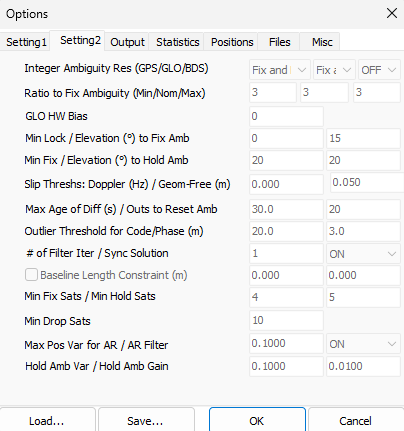 Options
Setting1 Setting2 Output Statistics Positions Files Misc
Integer Ambiguity Res (GPS/GLO/BDS) Fix and Fix a OFF
Ratio to Fix Ambiguity (Min/Nom/Max) 3 3 3
GLO HW Bias 0
Min Lock / Elevation (°) to Fix Amb 0 15
Min Fix / Elevation (°) to Hold Amb 20 20
Slip Threshs: Doppler (Hz) / Geom-Free (m) 0.000 0.050
Max Age of Diff (s) / Outs to Reset Amb 30.0 20
Outlier Threshold for Code/Phase (m) 20.0 3.0
# of Filter Iter / Sync Solution 1 ON
Baseline Length Constraint (m) 0.000 0.000
Min Fix Sats / Min Hold Sats 4 5
Min Drop Sats 10
Max Pos Var for AR / AR Filter 0.1000 ON
Hold Amb Var / Hold Amb Gain 0.1000 0.0100
Load... Save... OK Cancel